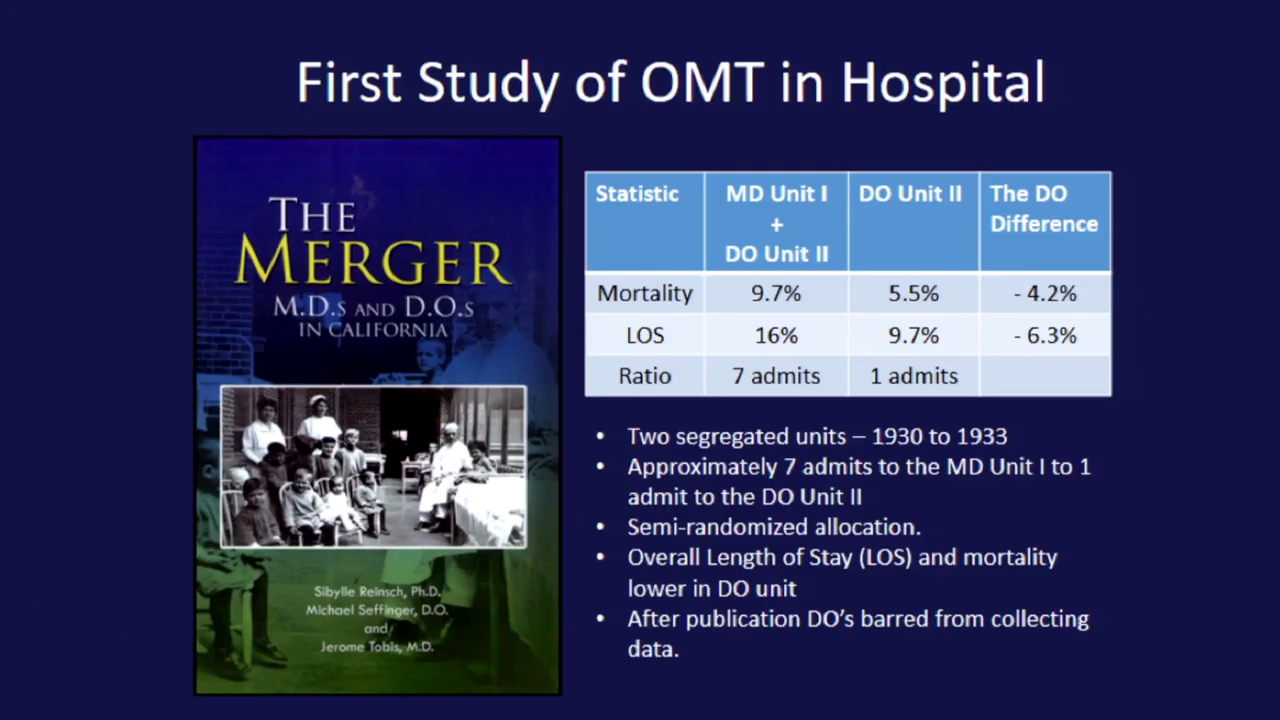 First Study of OMT in Hospital
THE
MERGER
M.D.S AND D.O.S
IN CALIFORNIA
Sibylle Reinsch, Ph.D.
Michael Seffinger, D.O.
and
Jerome Tobis, M.D.
Statistic MD Unit I + DO Unit II DO Unit II The DO Difference
Mortality 9.7% 5.5% - 4.2%
LOS 16% 9.7% - 6.3%
Ratio 7 admits 1 admits
• Two segregated units – 1930 to 1933
• Approximately 7 admits to the MD Unit I to 1
admit to the DO Unit II
• Semi-randomized allocation.
• Overall Length of Stay (LOS) and mortality
lower in DO unit
• After publication DO's barred from collecting
data.